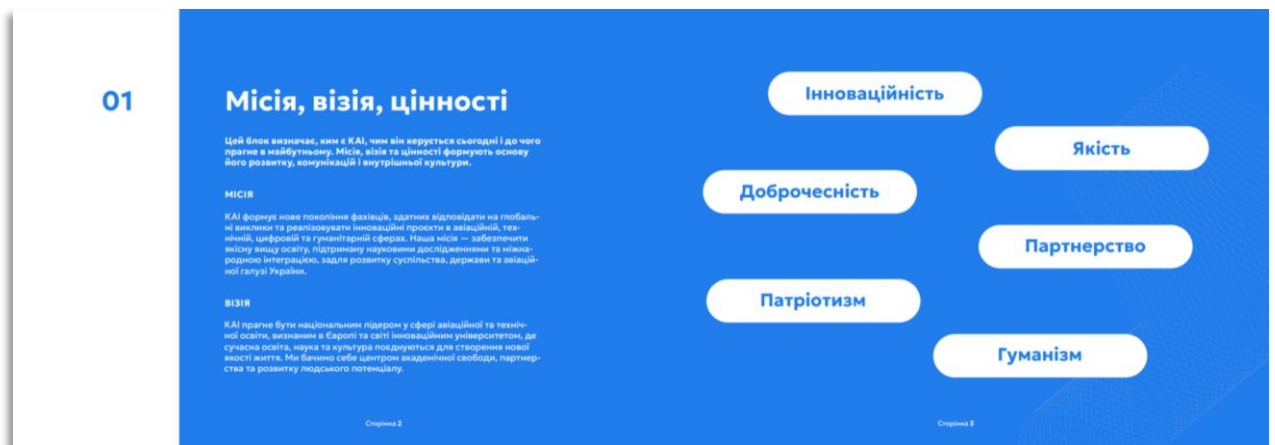 01
Місія, візія, цінності
Цей блок визначає, ким є КАІ, чим він керується сьогодні і до чого
прагне в майбутньому. Місія, візія та цінності формують основу
його розвитку, комунікацій і внутрішньої культури.
МІСІЯ
КАІ формує нове покоління фахівців, здатних відповідати на глобаль-
ні виклики та реалізовувати інноваційні проєкти в авіаційній, тех-
нічній, цифровій та гуманітарній сферах. Наша місія — забезпечити
якісну вищу освіту, підтриману науковими дослідженнями та міжна-
родною інтеграцією, задля розвитку суспільства, держави та авіацій-
ної галузі України.
ВІЗІЯ
КАІ прагне бути національним лідером у сфері авіаційної та техніч-
ної освіти, визнаним в Європі та світі інноваційним університетом, де
сучасна освіта, наука та культура поєднуються для створення нової
якості життя. Ми бачимо себе центром академічної свободи, партнер-
ства та розвитку людського потенціалу.
Сторінка 2
Інноваційність
Якість
Доброчесність
Партнерство
Патріотизм
Гуманізм
Сторінка 3